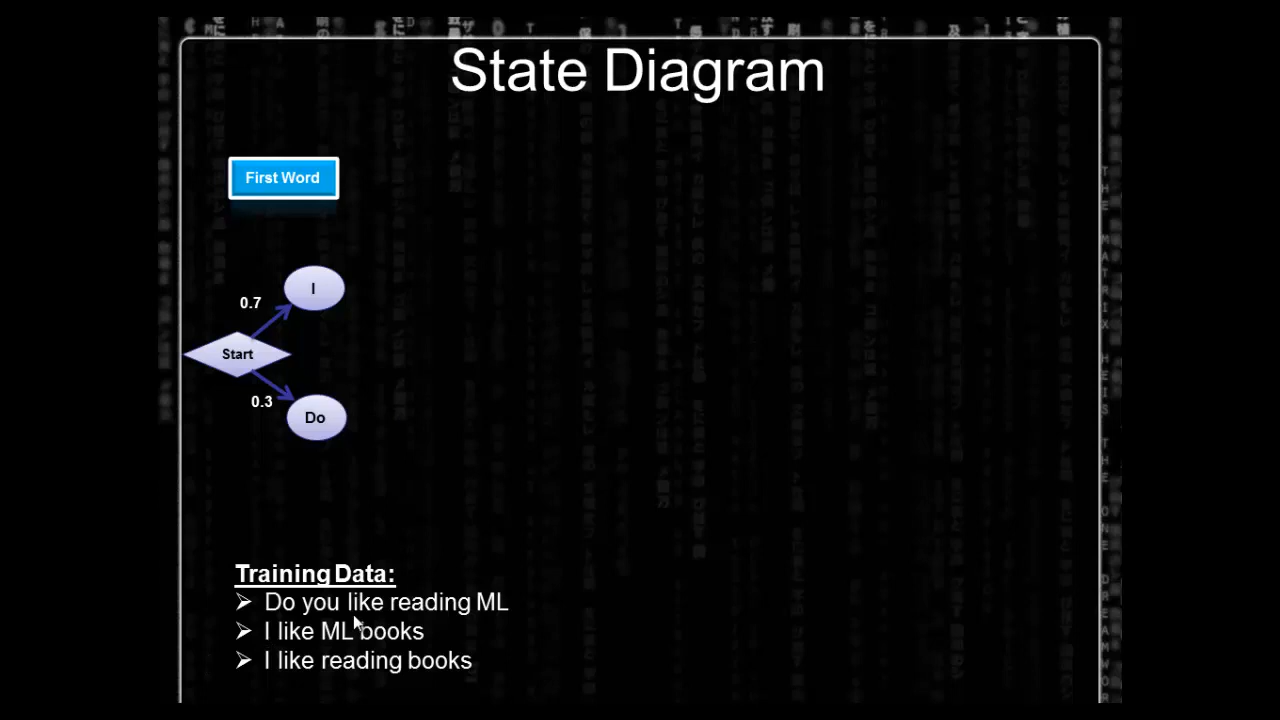 State Diagram
First Word
I
0.7
Start
0.3
Do
Training Data:
Do you like reading ML
I like ML books
I like reading books